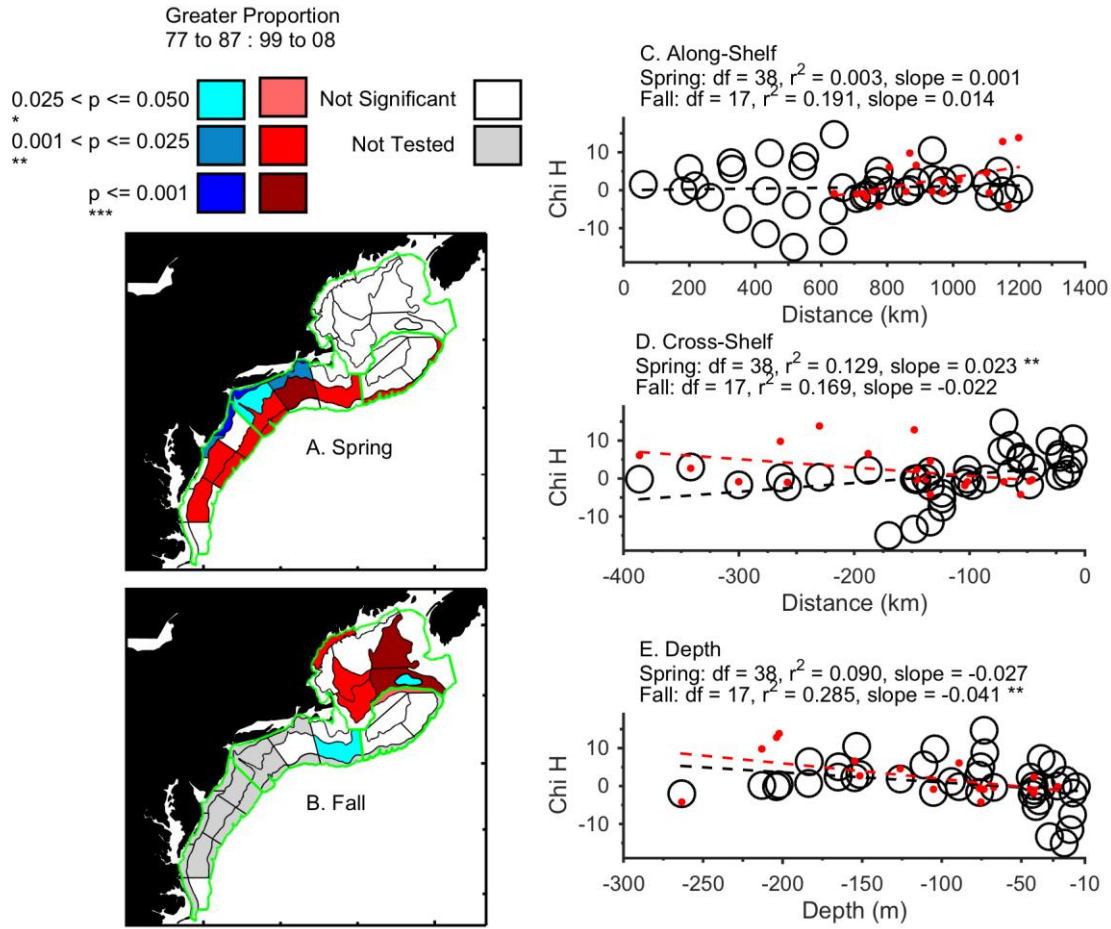 Greater Proportion
77 to 87 : 99 to 08
0.025 < p <= 0.050
*
0.001 < p <= 0.025
**
p <= 0.001
***
Not Significant
Not Tested
A. Spring
B. Fall
C. Along-Shelf
Spring: df = 38, r² = 0.003, slope = 0.001
Fall: df = 17, r² = 0.191, slope = 0.014
Chi H
10
0
-10
0 200 400 600 800 1000 1200 1400
Distance (km)
D. Cross-Shelf
Spring: df = 38, r² = 0.129, slope = 0.023 **
Fall: df = 17, r² = 0.169, slope = -0.022
Chi H
10
0
-10
-400 -300 -200 -100 0
Distance (km)
E. Depth
Spring: df = 38, r² = 0.090, slope = -0.027
Fall: df = 17, r² = 0.285, slope = -0.041 **
Chi H
10
0
-10
-300 -250 -200 -150 -100 -50 -10
Depth (m)